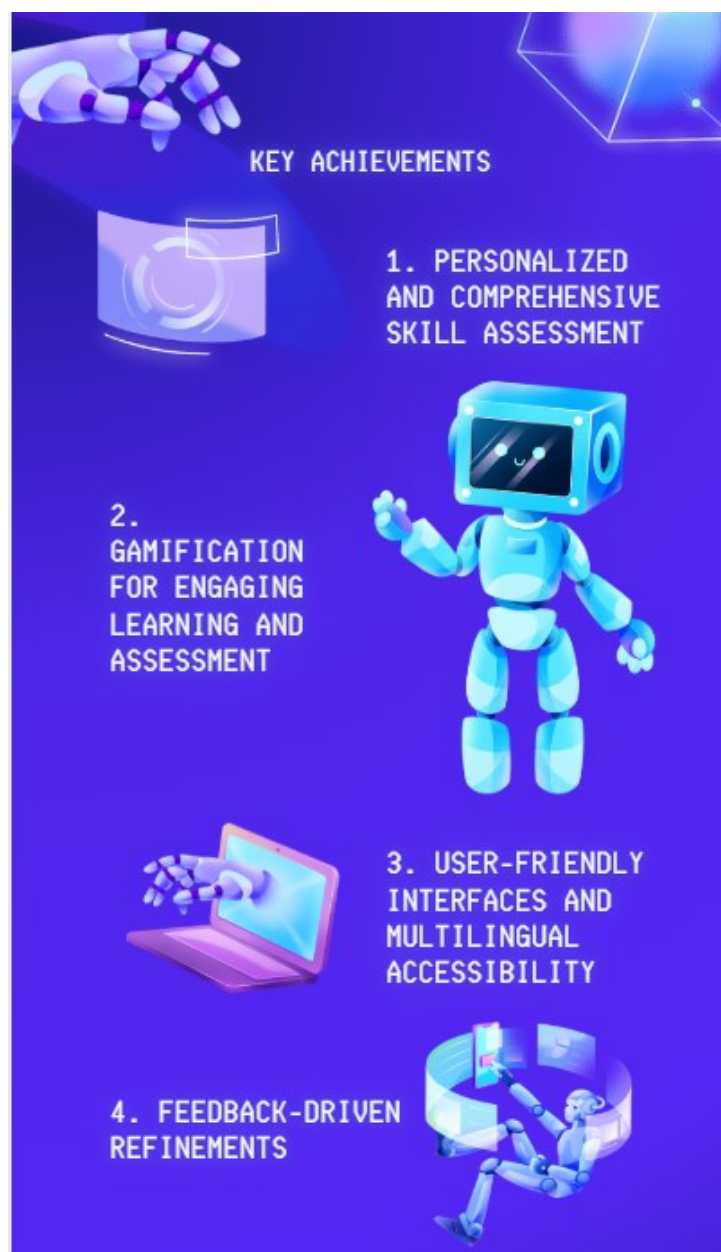 KEY ACHIEVEMENTS
1. PERSONALIZED
AND COMPREHENSIVE
SKILL ASSESSMENT
2.
GAMIFICATION
FOR ENGAGING
LEARNING AND
ASSESSMENT
3. USER-FRIENDLY
INTERFACES AND
MULTILINGUAL
ACCESSIBILITY
4. FEEDBACK-DRIVEN
REFINEMENTS